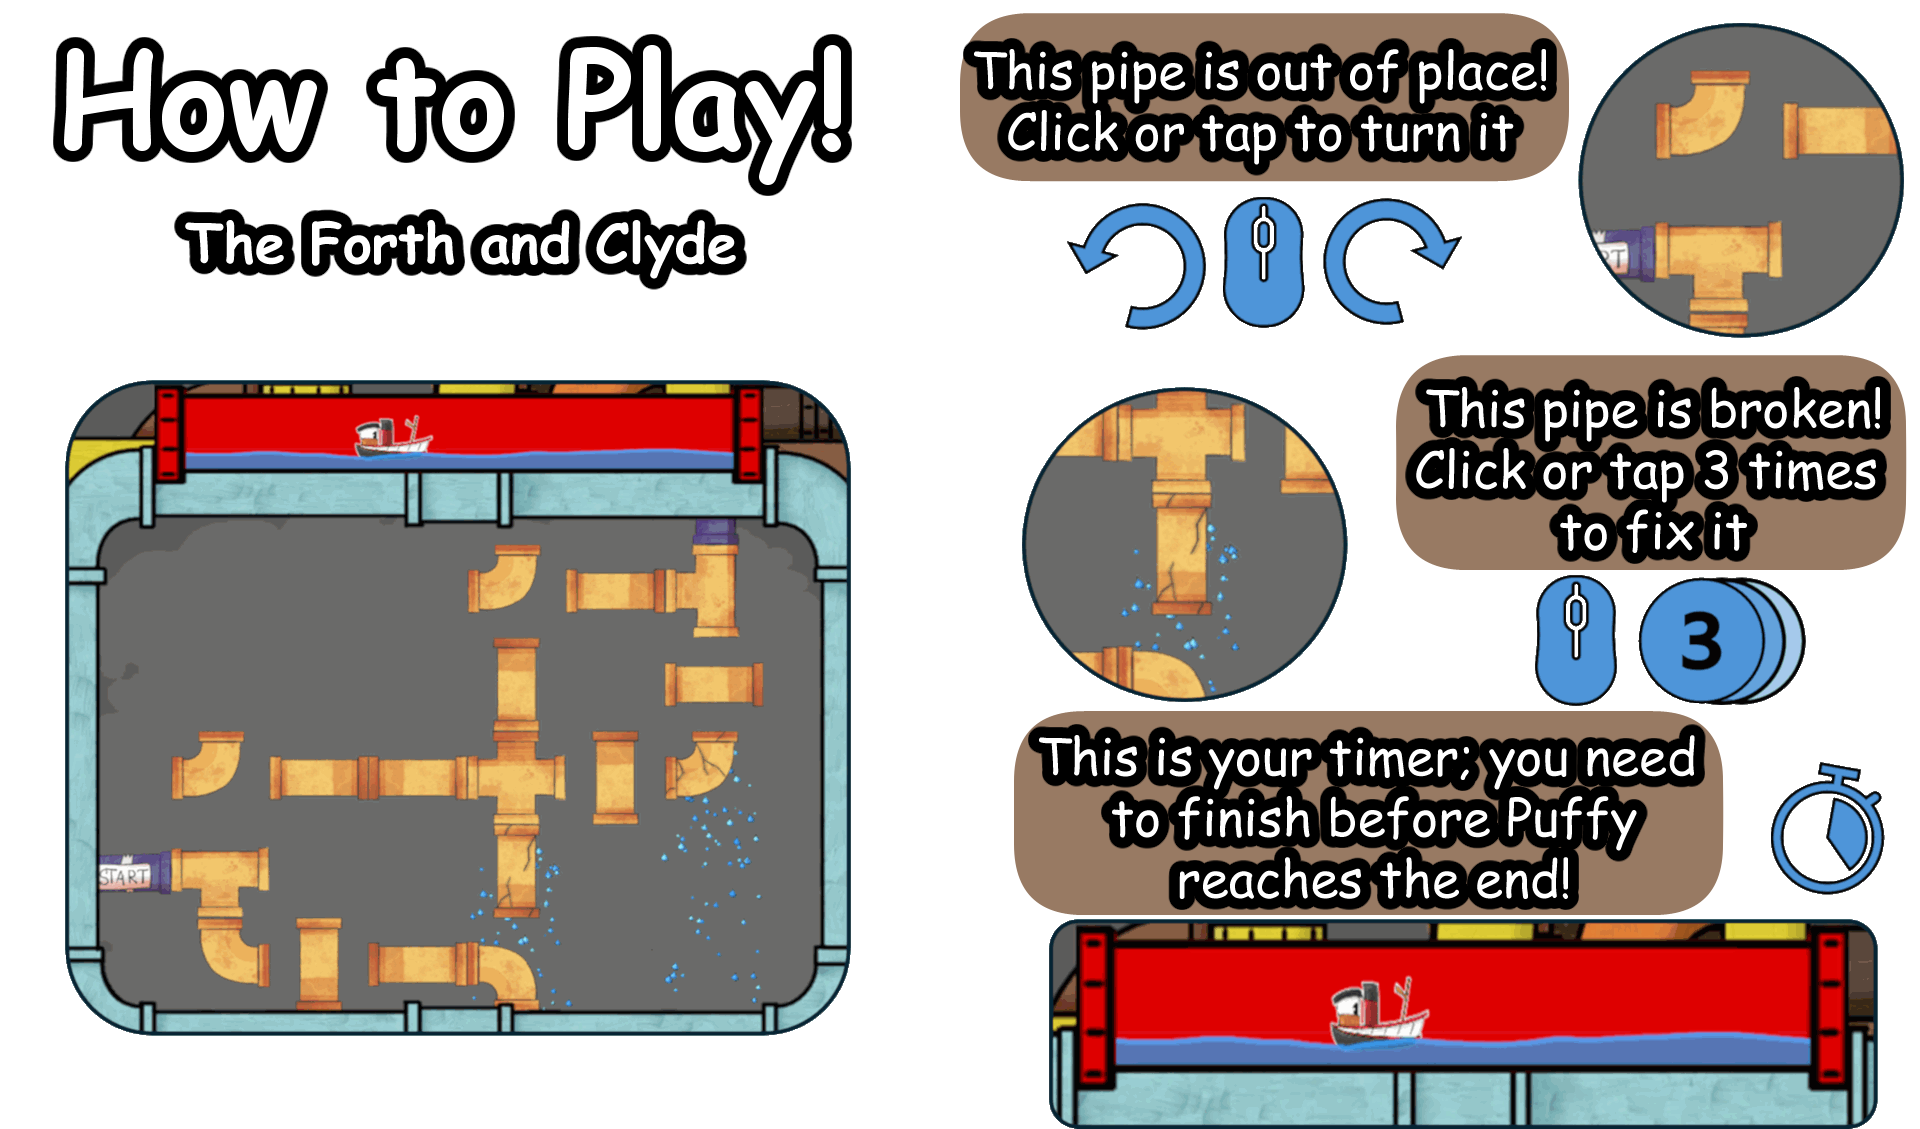 How to Play!
The Forth and Clyde
This pipe is out of place!
Click or tap to turn it
This pipe is broken!
Click or tap 3 times
to fix it
3
This is your timer; you need
to finish before Puffy
reaches the end!
START